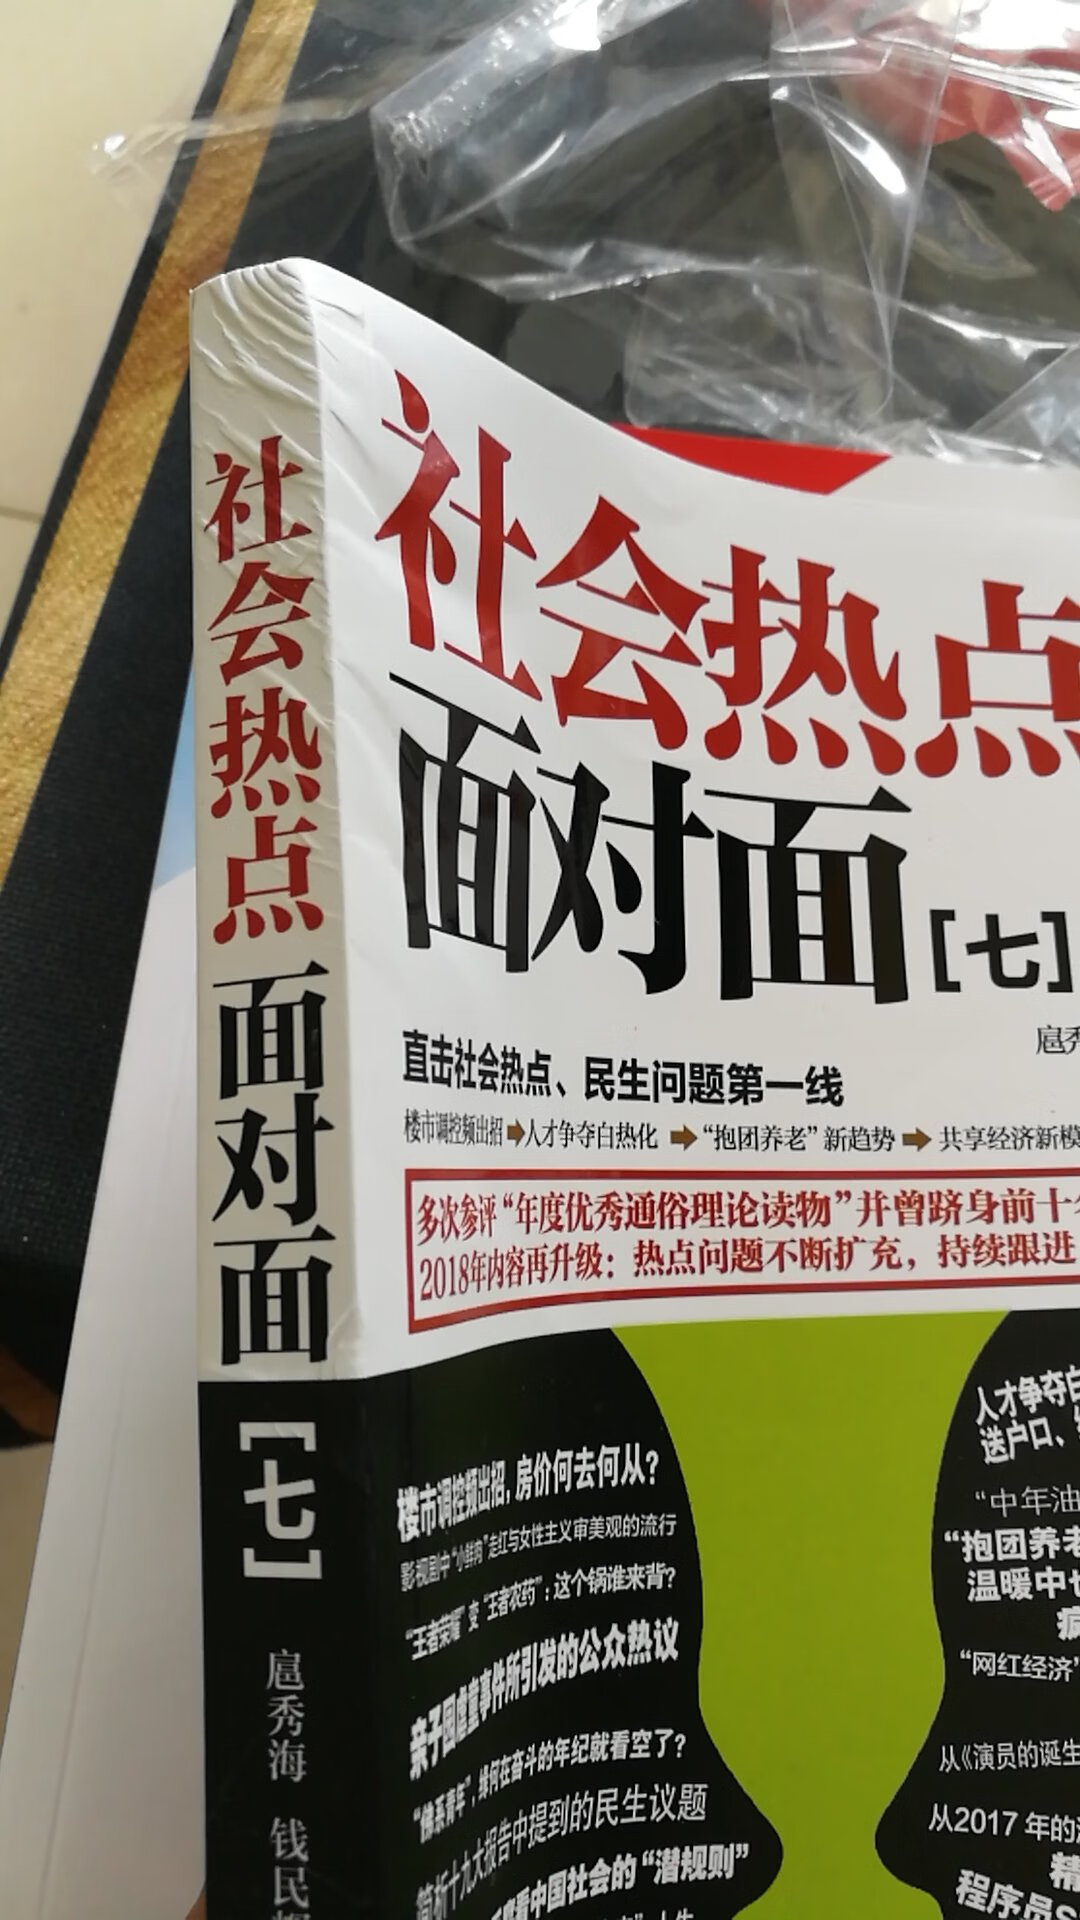 社会热点
面对面
[七]
社会热点
面对面[七]
直击社会热点、民生问题第一线
楼市调控频出招➡人才争夺白热化➡“抱团养老”新趋势➡共享经济新模
多次参评“年度优秀通俗理论读物”并曾跻身前十
2018年内容再升级：热点问题不断扩充，持续跟进
楼市调控频出招，房价何去何从？
影视剧中“小鲜肉”走红与女性主义审美观的流行
“王者荣耀”变“王者农药”：这个锅谁来背？
亲子园虐童事件所引发的公众热议
“佛系青年”，缘何在奋斗的年纪就看空了？
简析十九大报告中提到的民生议题
看中国社会的“潜规则”
人才争夺白
送户口、
“中年油
“抱团养老
温暖中
“网红经济”
从《演员的诞生
从2017年的
精
程序员
扈秀海 钱民